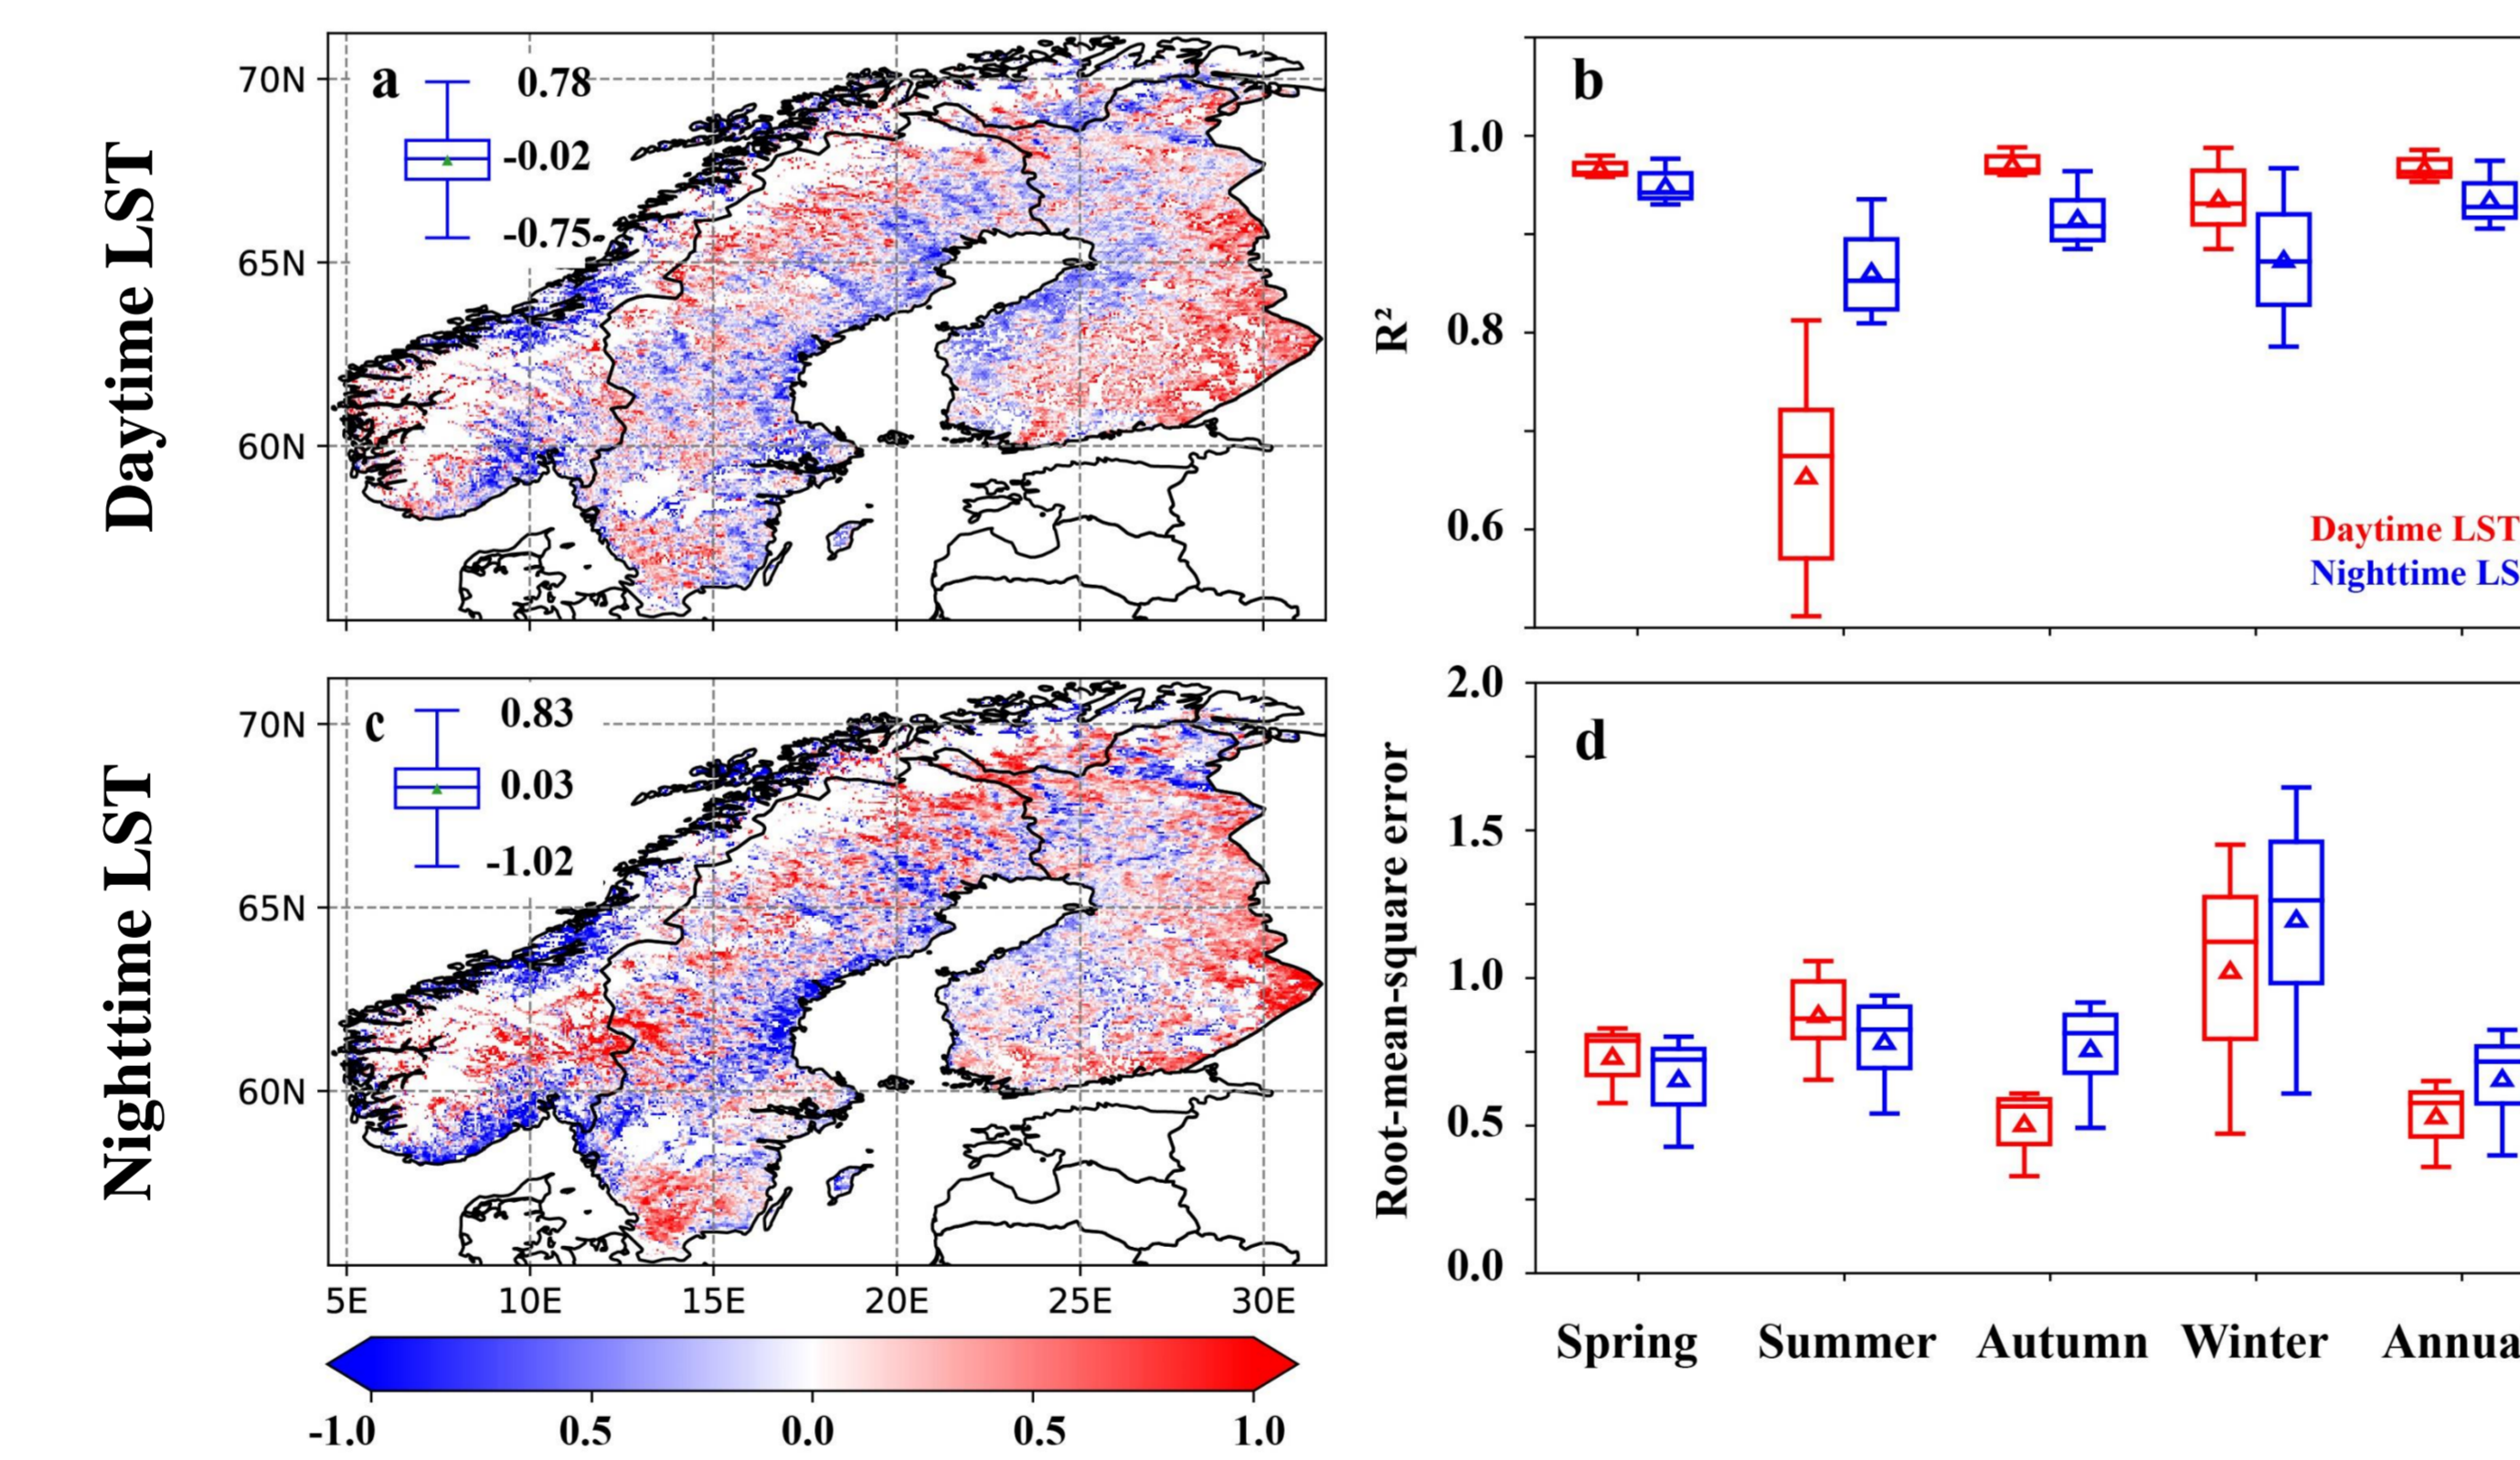 Daytime LST
a
0.78
-0.02
-0.75
70N
65N
60N
b
R²
1.0
0.8
0.6
Daytime LST
Nighttime LS
Nighttime LST
c
0.83
0.03
-1.02
70N
65N
60N
5E 10E 15E 20E 25E 30E
-1.0 0.5 0.0 0.5 1.0
d
Root-mean-square error
2.0
1.5
1.0
0.5
0.0
Spring Summer Autumn Winter Annua